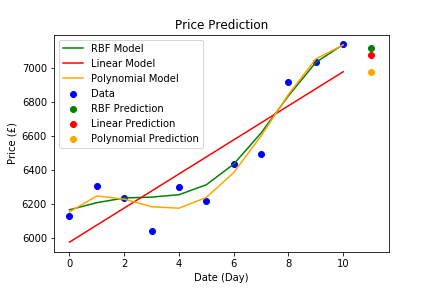 Price Prediction
RBF Model
Linear Model
Polynomial Model
Data
RBF Prediction
Linear Prediction
Polynomial Prediction
7000
6800
6600
6400
6200
6000
Price (£)
0 2 4 6 8 10
Date (Day)